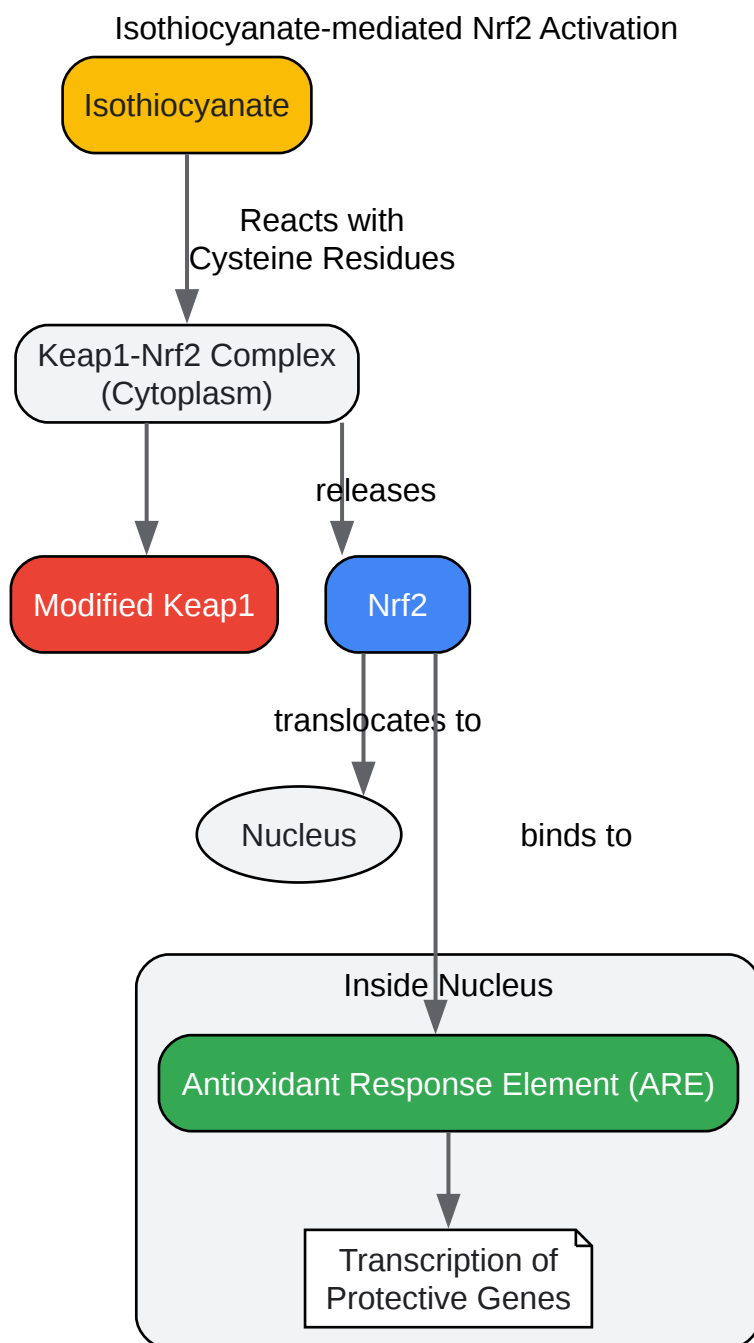 Isothiocyanate-mediated Nrf2 Activation
Isothiocyanate
Reacts with
Cysteine Residues
Keap1-Nrf2 Complex
(Cytoplasm)
releases
Modified Keap1
Nrf2
translocates to
Nucleus
binds to
Inside Nucleus
Antioxidant Response Element (ARE)
Transcription of
Protective Genes